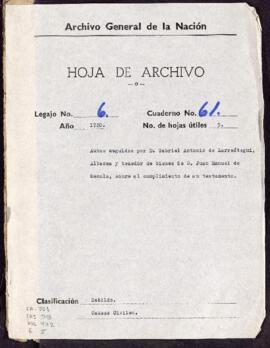 Archivo General de la Nación
HOJA DE ARCHIVO
Legajo No. 6. Cuaderno No. 61.
Año 1780. No. de hojas útiles 5.
Autos seguidos por D. Gabriel Antonio de
Albacea y tenedor de bienes de D. Juan Manuel de
sobre el cumplimiento de su testamento.
Clasificación Cabildo.
Causas Civiles.